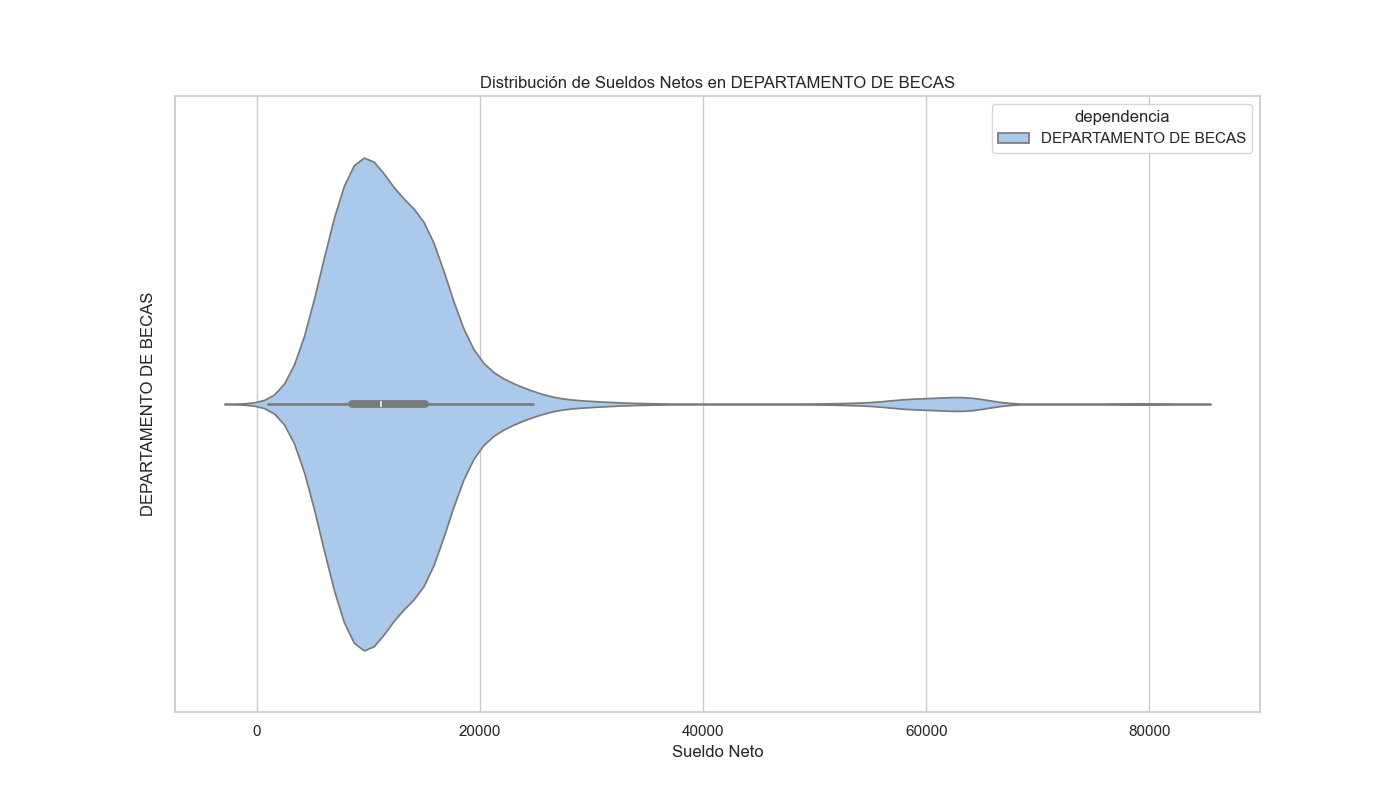 Distribución de Sueldos Netos en DEPARTAMENTO DE BECAS
dependencia
DEPARTAMENTO DE BECAS
DEPARTAMENTO DE BECAS
0
20000
40000
60000
80000
Sueldo Neto